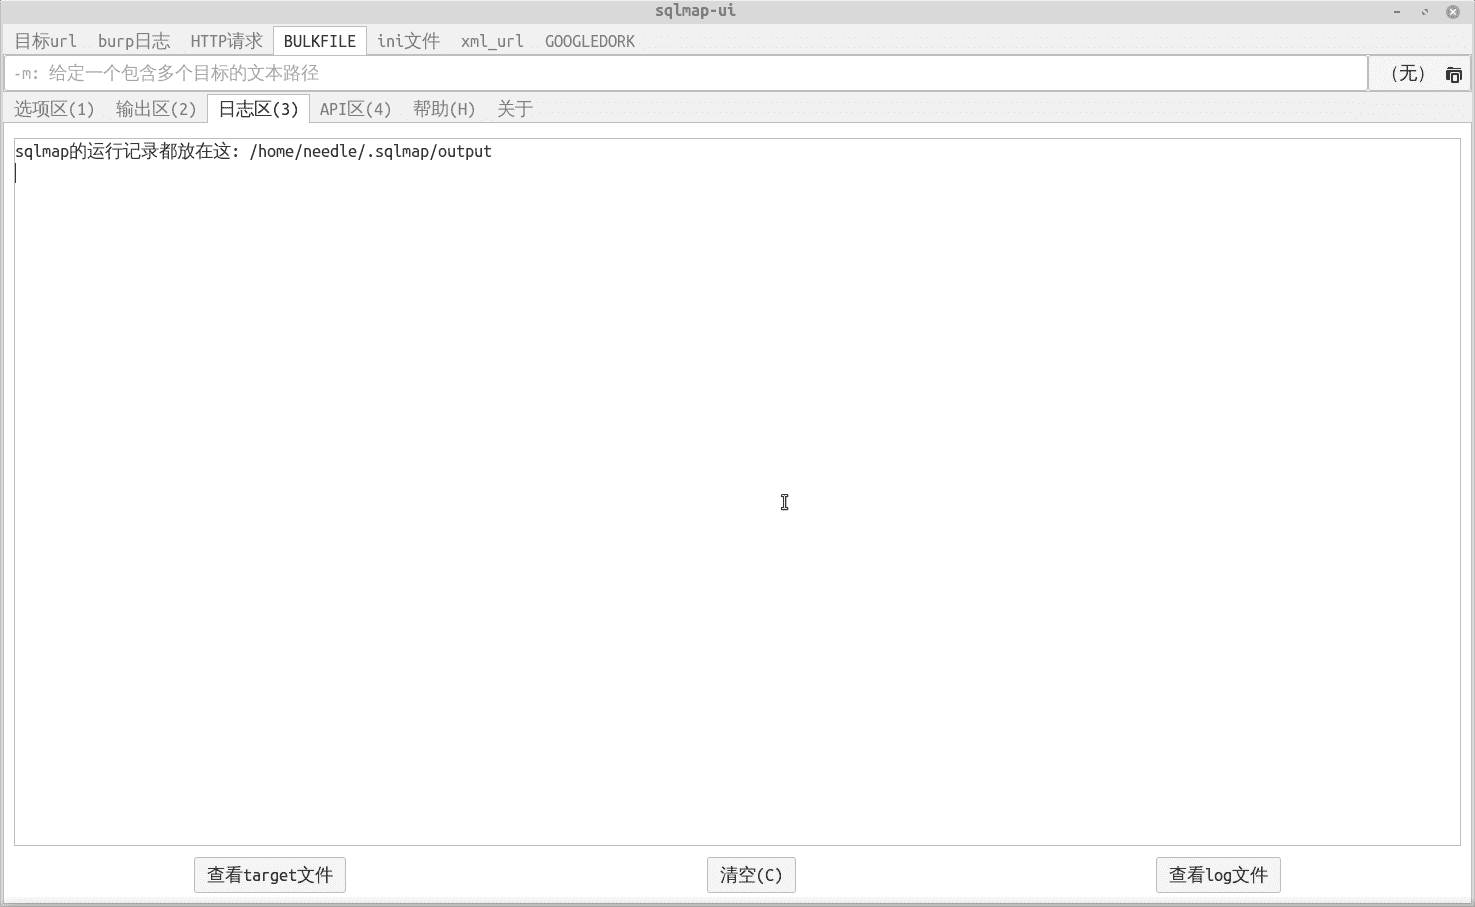 sqlmap-ui
目标url burp日志 HTTP请求 BULKFILE ini文件 xml_url GOOGLEDORK
-m: 给定一个包含多个目标的文本路径 (无)
选项区(1) 输出区(2) 日志区(3) API区(4) 帮助(H) 关于
sqlmap的运行记录都放在这: /home/needle/.sqlmap/output
查看target文件 清空(C) 查看log文件